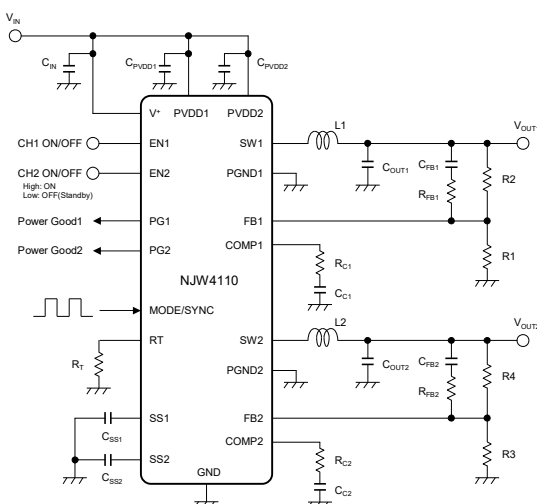 VIN
CIN
CPVDD1
CPVDD2
V+
PVDD1
PVDD2
L1
VOUT1
CH1 ON/OFF
EN1
SW1
COUT1
CFB1
R2
CH2 ON/OFF
High: ON
Low: OFF(Standby)
EN2
PGND1
RFB1
Power Good1
PG1
FB1
Power Good2
PG2
COMP1
R1
NJW4110
RC1
CC1
MODE/SYNC
L2
VOUT2
RT
RT
SW2
COUT2
CFB2
PGND2
RFB2
R4
SS1
CSS1
FB2
SS2
CSS2
COMP2
R3
GND
RC2
CC2